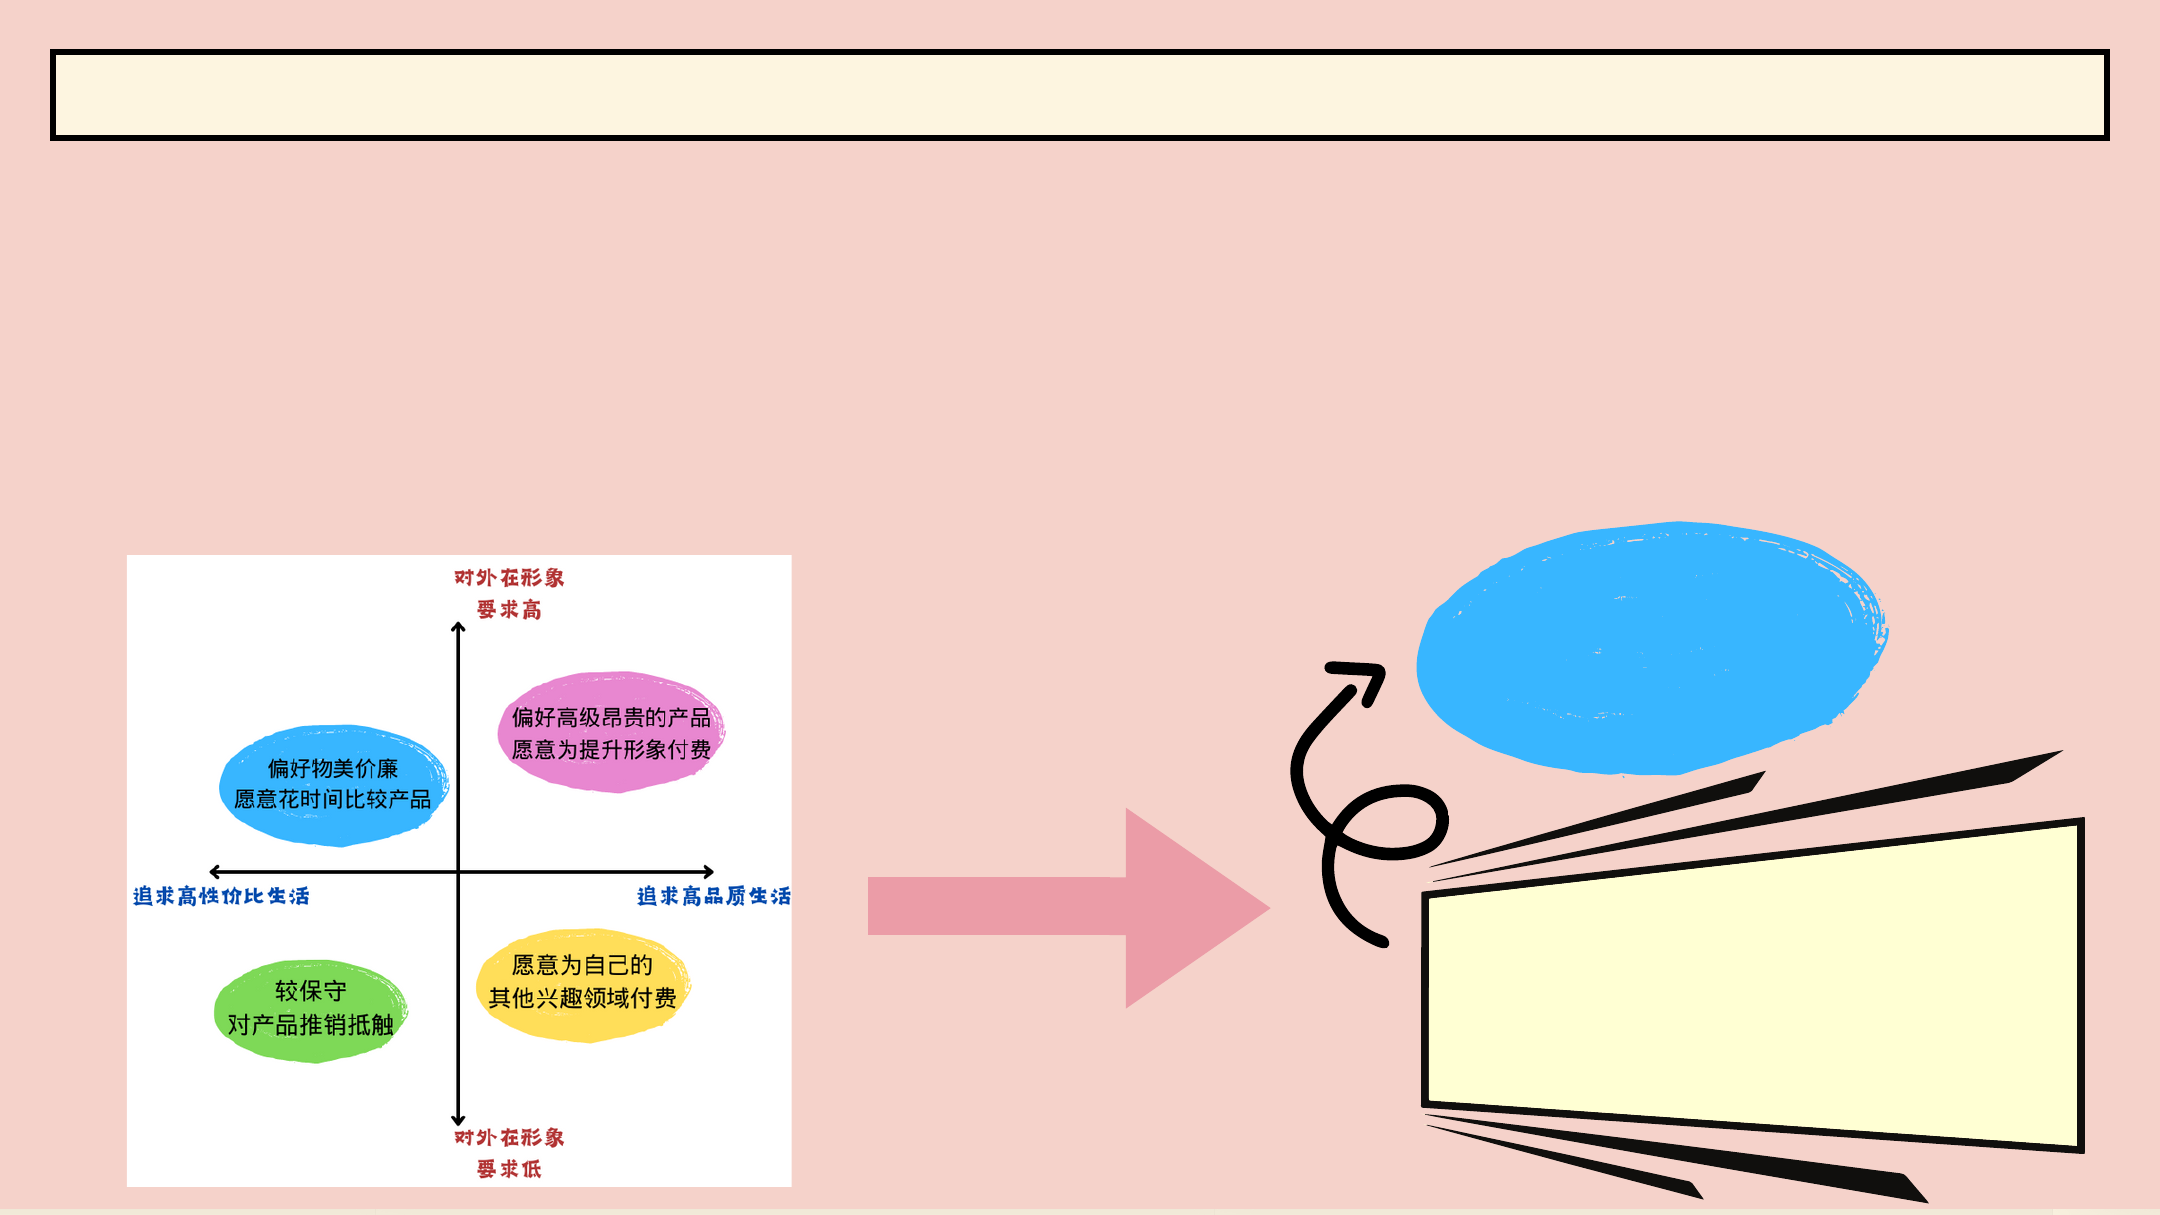 对外在形象
要求高
偏好高级昂贵的产品
愿意为提升形象付费
偏好物美价廉
愿意花时间比较产品
追求高性价比生活
追求高品质生活
愿意为自己的
其他兴趣领域付费
较保守
对产品推销抵触
对外在形象
要求低